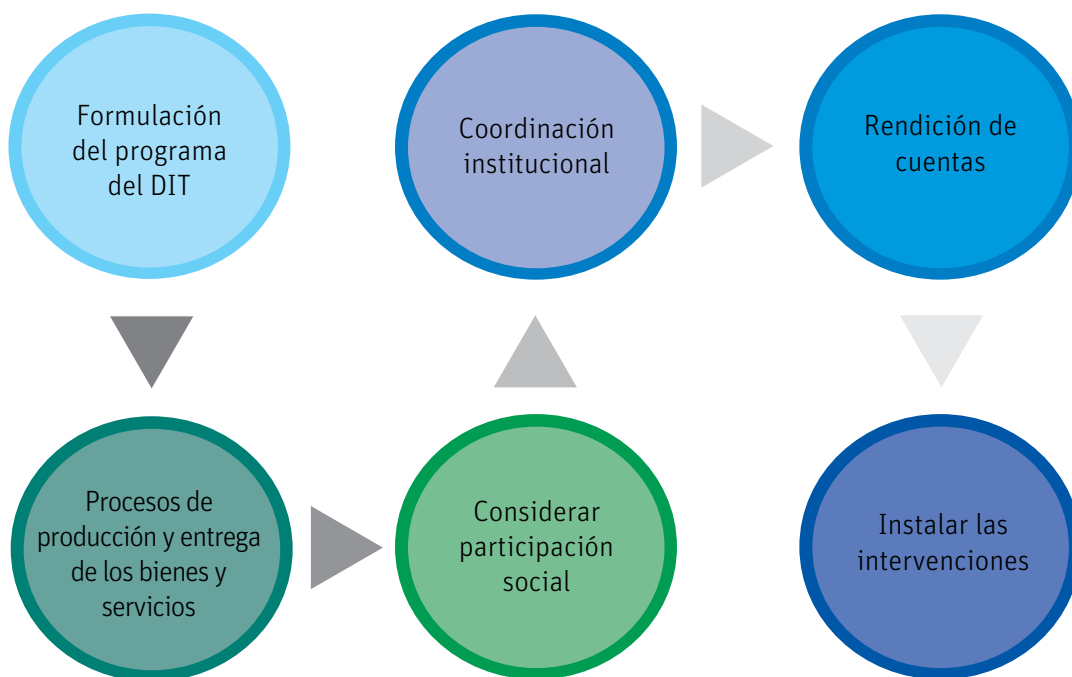 Formulación
del programa
del DIT
Procesos de
producción y entrega
de los bienes y
servicios
Considerar
participación
social
Coordinación
institucional
Rendición de
cuentas
Instalar las
intervenciones